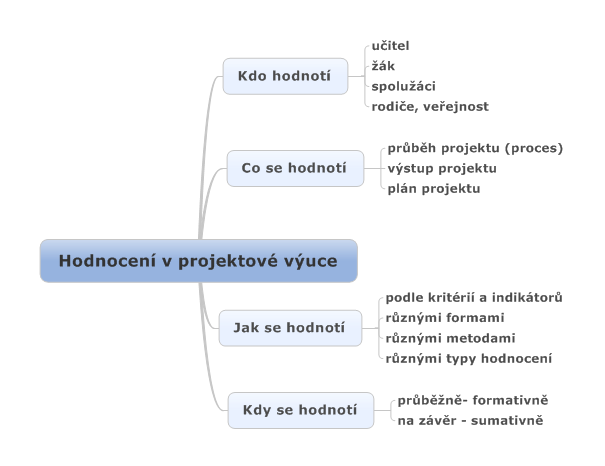 Kdo hodnotí
učitel
žák
spolužáci
rodiče, veřejnost
Co se hodnotí
průběh projektu (proces)
výstup projektu
plán projektu
Hodnocení v projektové výuce
Jak se hodnotí
podle kritérií a indikátorů
různými formami
různými metodami
různými typy hodnocení
Kdy se hodnotí
průběžně- formativně
na závěr - sumativně